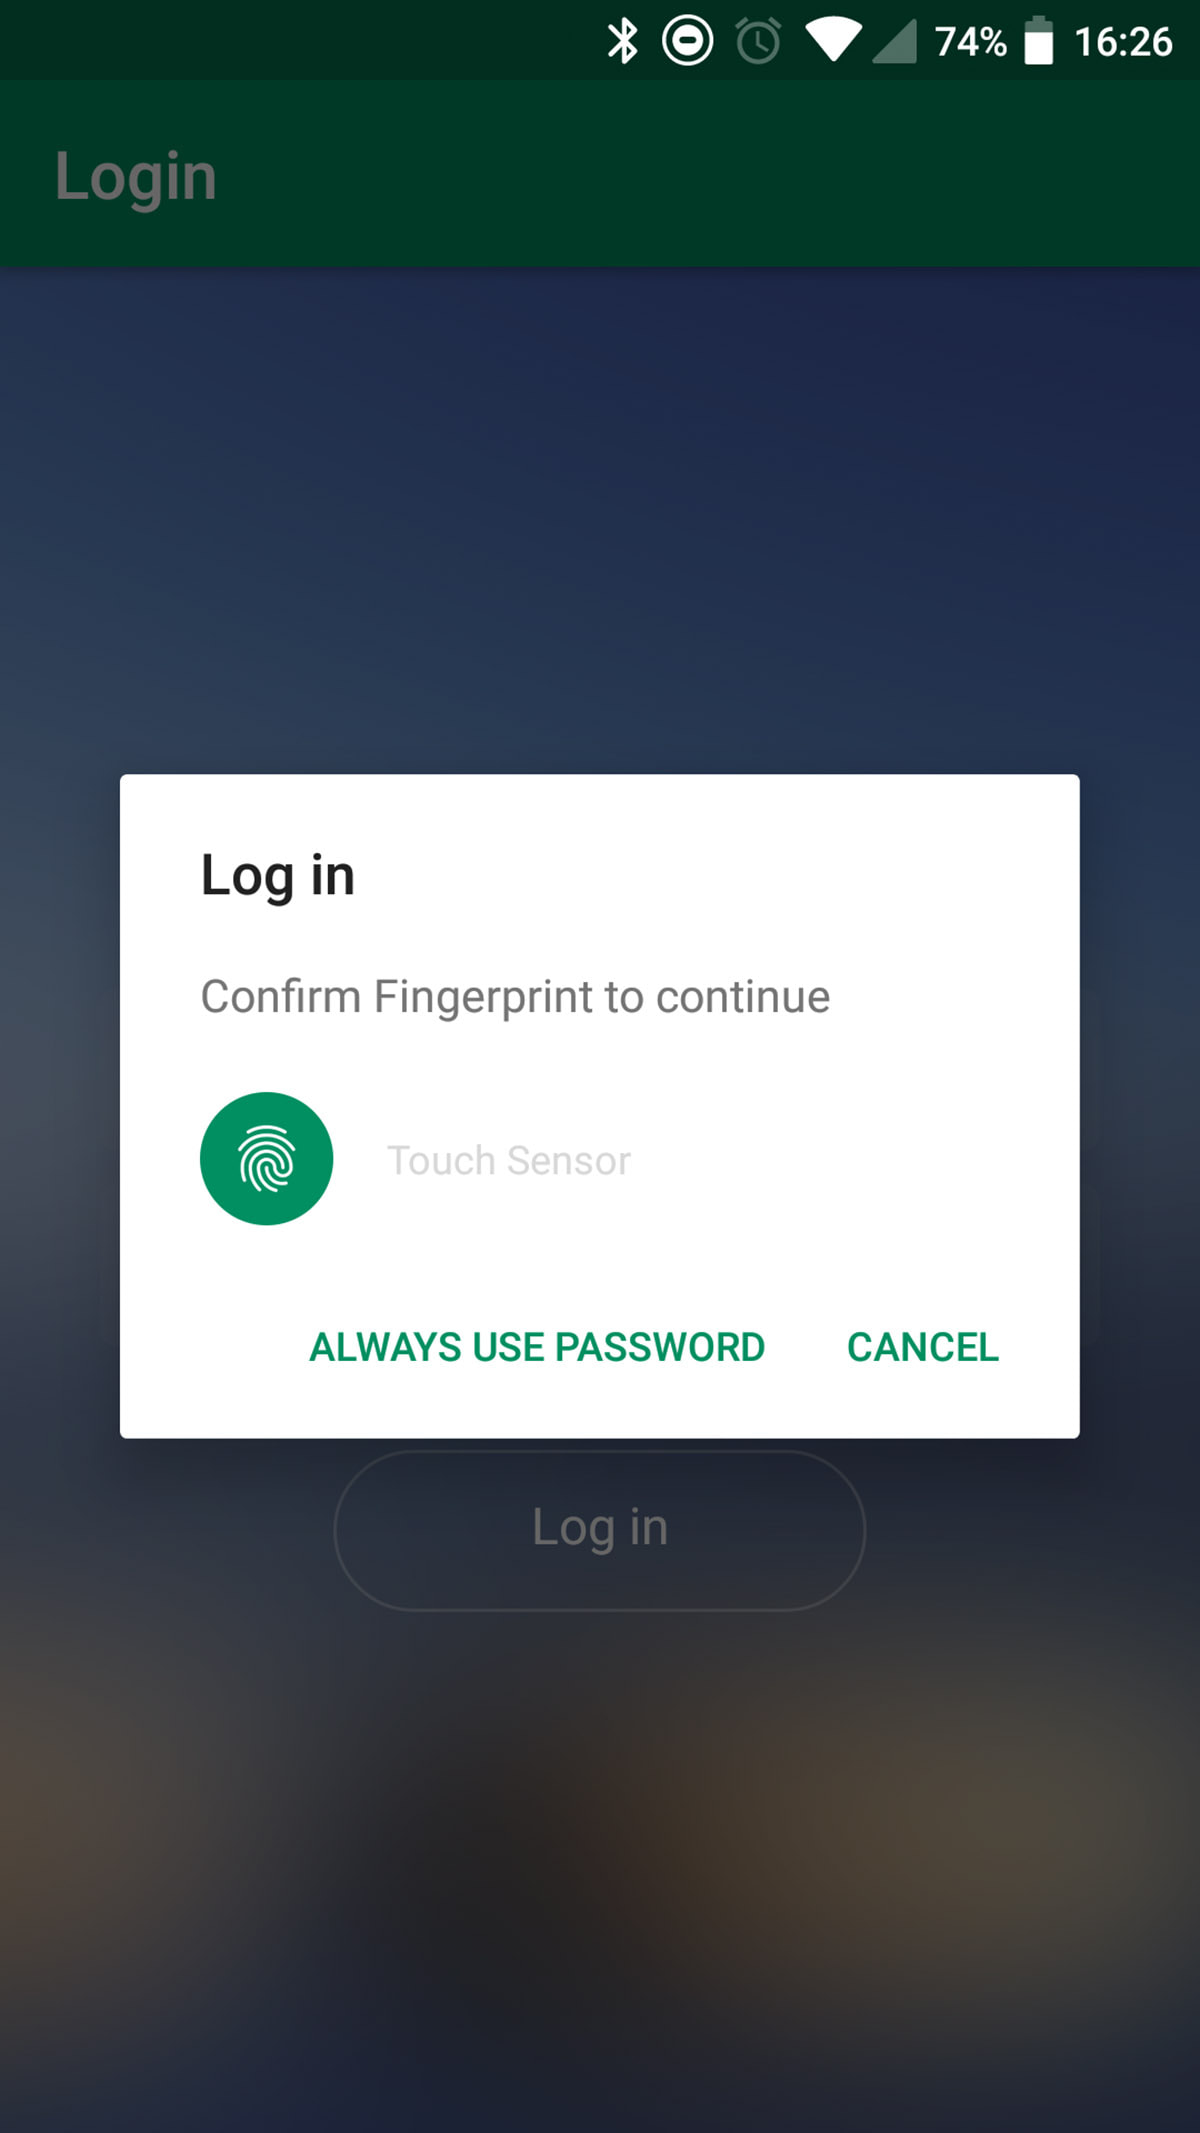 74% 16:26
Login
Log in
Confirm Fingerprint to continue
Touch Sensor
ALWAYS USE PASSWORD CANCEL
Log in